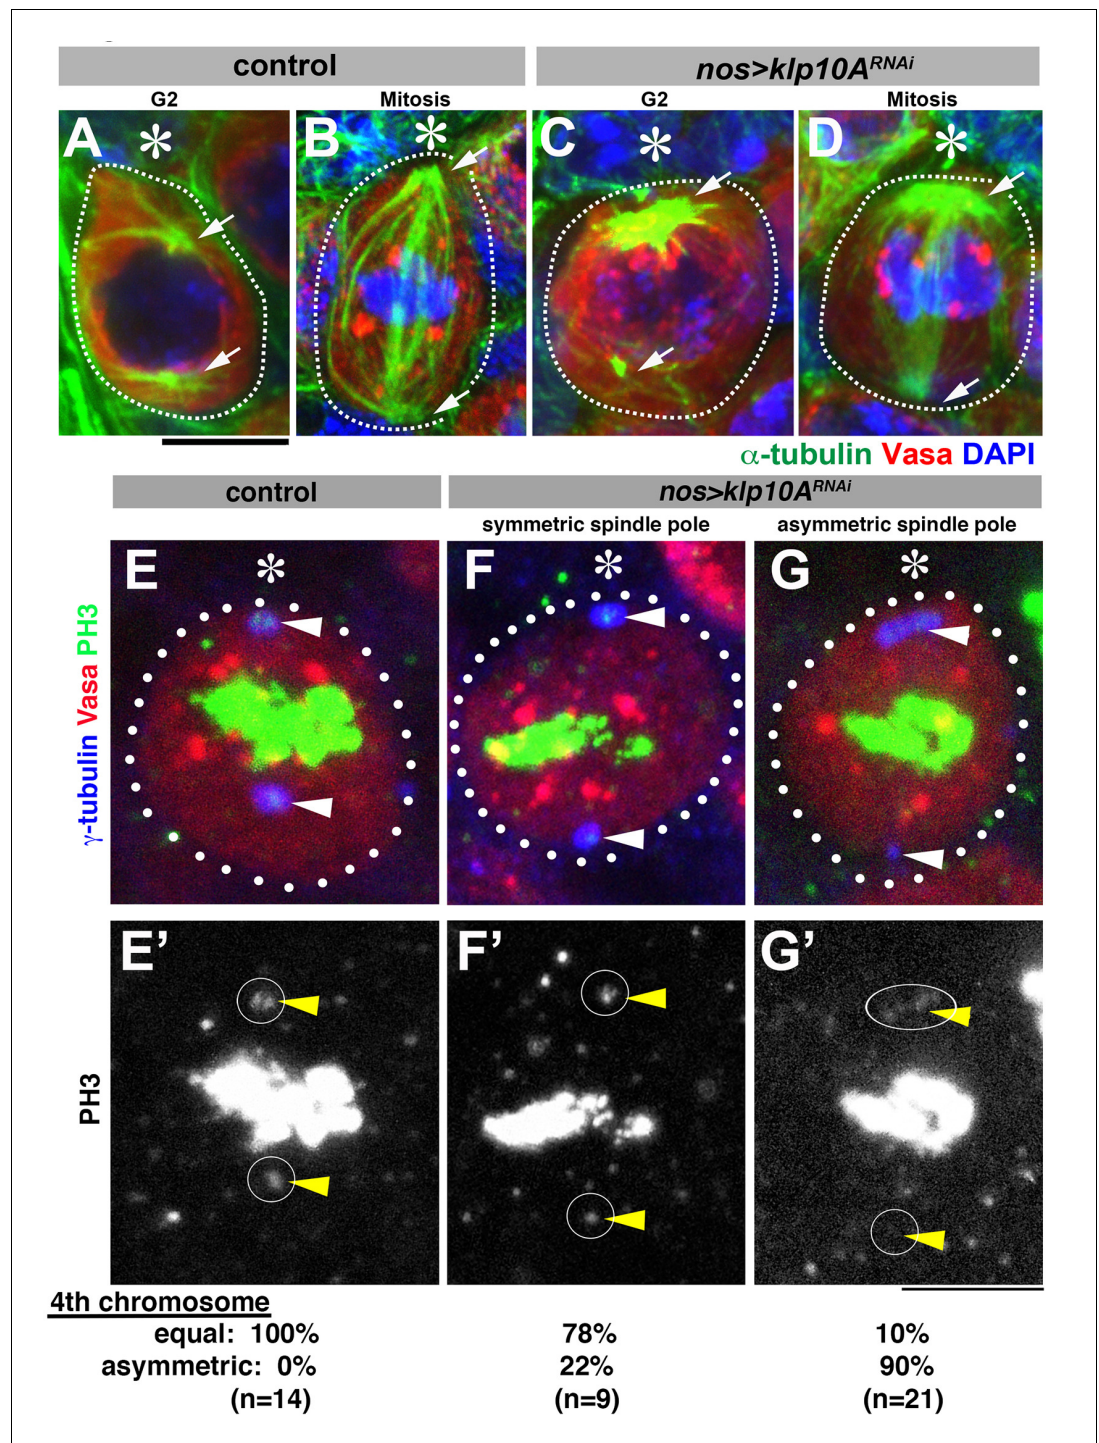 control
nos>klp10A^RNAi
G2 Mitosis G2 Mitosis
A * B * C * D *
α-tubulin Vasa DAPI
control nos>klp10A^RNAi
symmetric spindle pole asymmetric spindle pole
E * F * G *
γ-tubulin Vasa PH3
E’ F’ G’
PH3
4th chromosome
equal: 100% 78% 10%
asymmetric: 0% 22% 90%
(n=14) (n=9) (n=21)